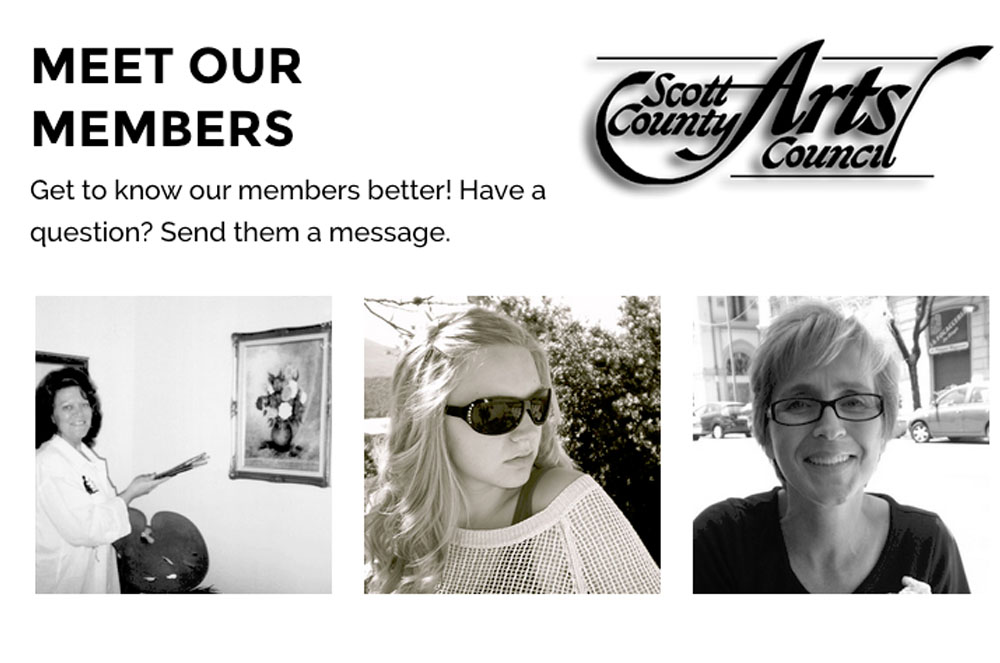 MEET OUR
MEMBERS
Get to know our members better! Have a
question? Send them a message.
Scott
County
Arts
Council